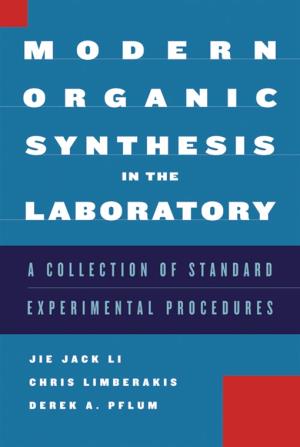 MODERN
ORGANIC
SYNTHESIS
IN THE
LABORATORY
A COLLECTION OF STANDARD
EXPERIMENTAL PROCEDURES
JIE JACK LI
CHRIS LIMBERAKIS
DEREK A. PFLUM